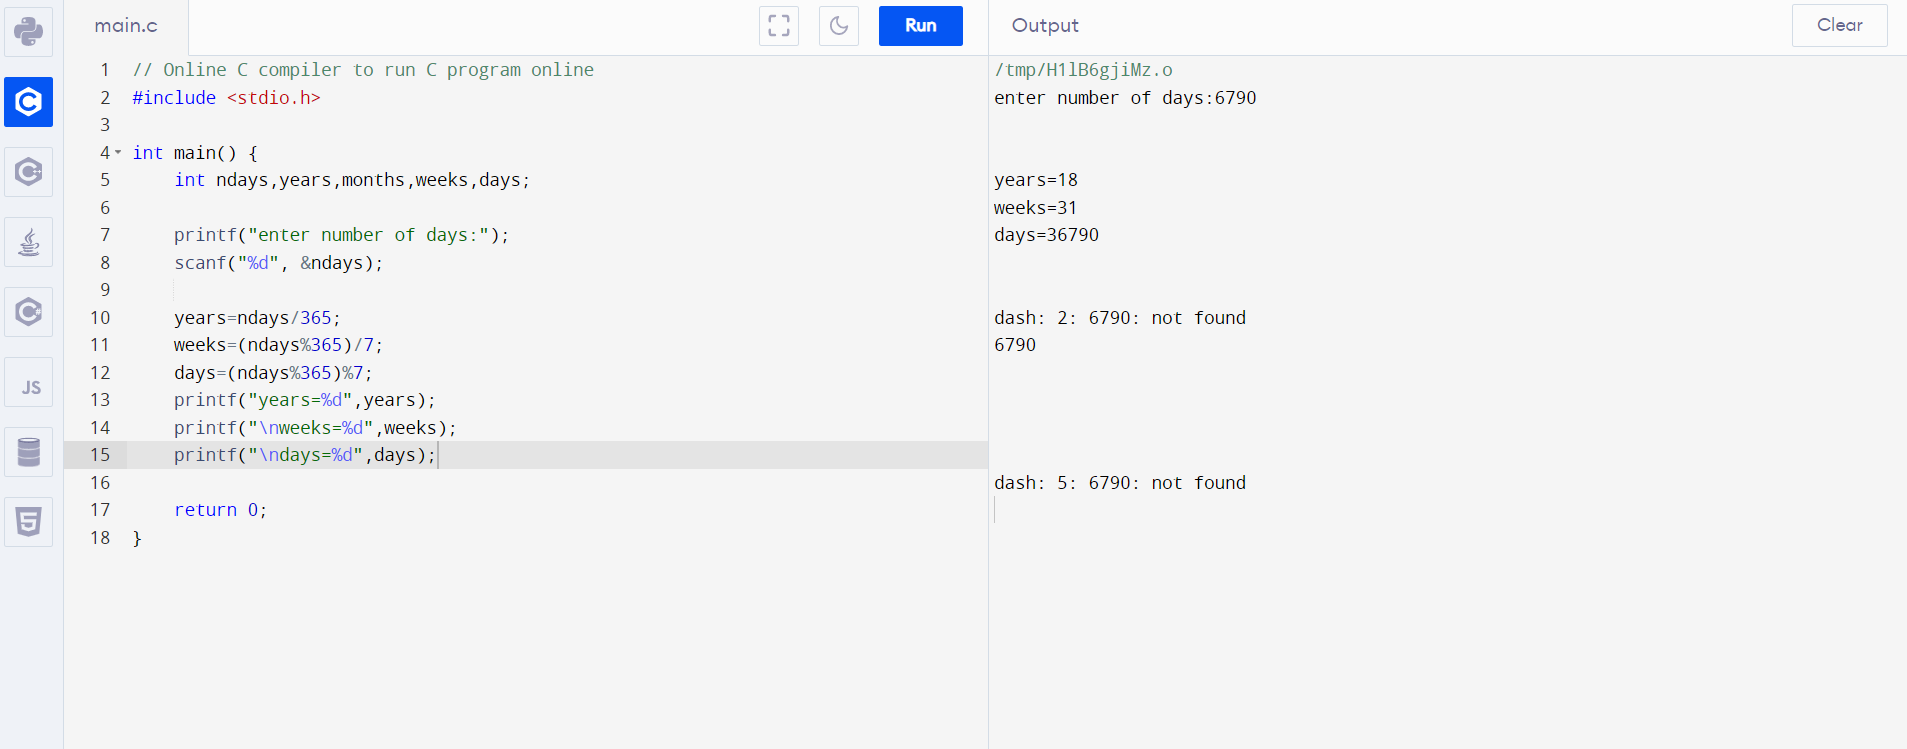 main.c
Run
Output
Clear
1 // Online C compiler to run C program online
2 #include <stdio.h>
3
4 int main() {
5 int ndays,years,months,weeks,days;
6
7 printf("enter number of days:");
8 scanf("%d", &ndays);
9
10 years=ndays/365;
11 weeks=(ndays%365)/7;
12 days=(ndays%365)%7;
13 printf("years=%d",years);
14 printf("\nweeks=%d",weeks);
15 printf("\ndays=%d",days);
16
17 return 0;
18 }
/tmp/H1lB6gjiMz.o
enter number of days:6790
years=18
weeks=31
days=36790
dash: 2: 6790: not found
6790
dash: 5: 6790: not found
C
C++
C#
JS
5